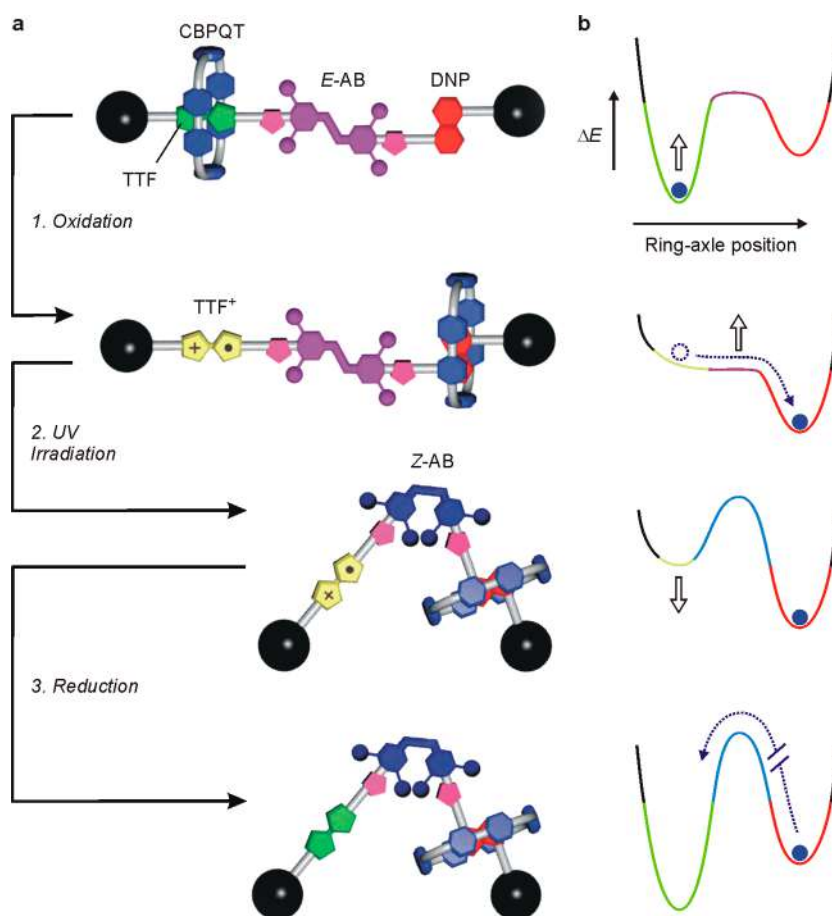 a
b
CBPQT
E-AB
DNP
TTF
ΔE
Ring-axle position
1. Oxidation
TTF⁺
2. UV
Irradiation
Z-AB
3. Reduction